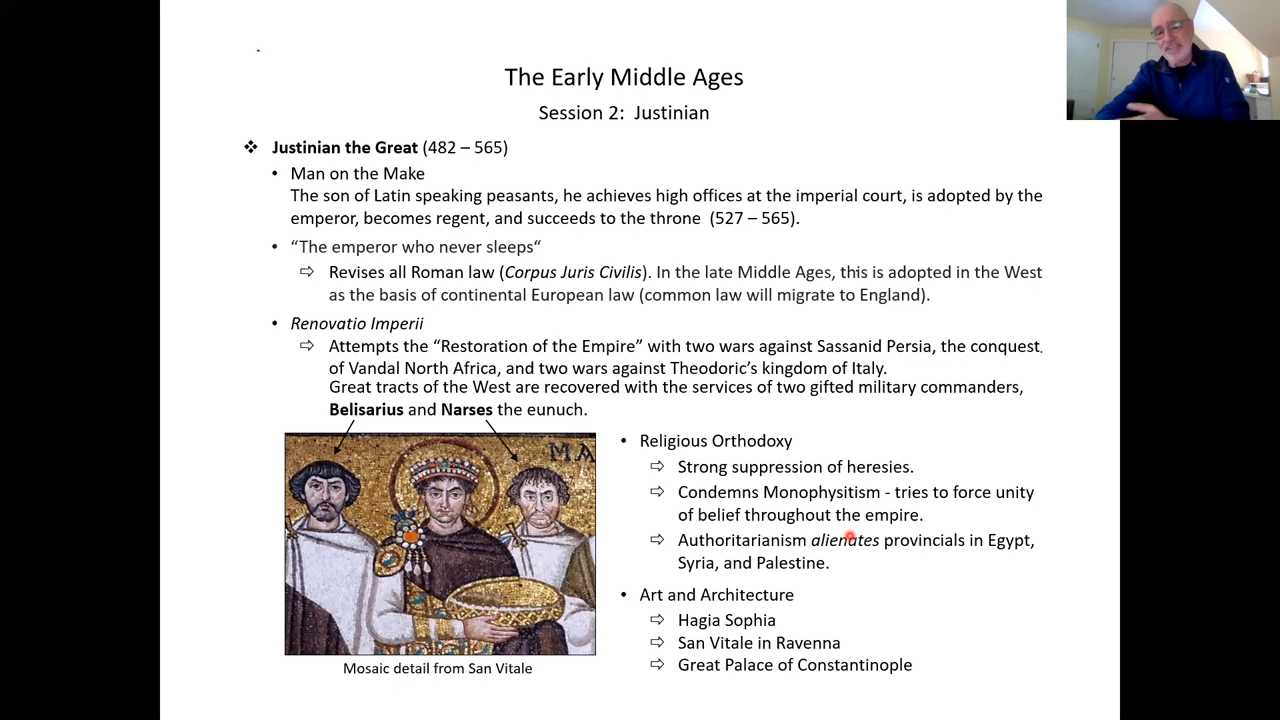 The Early Middle Ages
Session 2: Justinian
❖ Justinian the Great (482 – 565)
• Man on the Make
The son of Latin speaking peasants, he achieves high offices at the imperial court, is adopted by the
emperor, becomes regent, and succeeds to the throne (527 – 565).
• “The emperor who never sleeps“
⇨ Revises all Roman law (Corpus Juris Civilis). In the late Middle Ages, this is adopted in the West
as the basis of continental European law (common law will migrate to England).
• Renovatio Imperii
⇨ Attempts the “Restoration of the Empire” with two wars against Sassanid Persia, the conquest
of Vandal North Africa, and two wars against Theodoric’s kingdom of Italy.
Great tracts of the West are recovered with the services of two gifted military commanders,
Belisarius and Narses the eunuch.
MA
Mosaic detail from San Vitale
• Religious Orthodoxy
⇨ Strong suppression of heresies.
⇨ Condemns Monophysitism - tries to force unity
of belief throughout the empire.
⇨ Authoritarianism alienates provincials in Egypt,
Syria, and Palestine.
• Art and Architecture
⇨ Hagia Sophia
⇨ San Vitale in Ravenna
⇨ Great Palace of Constantinople